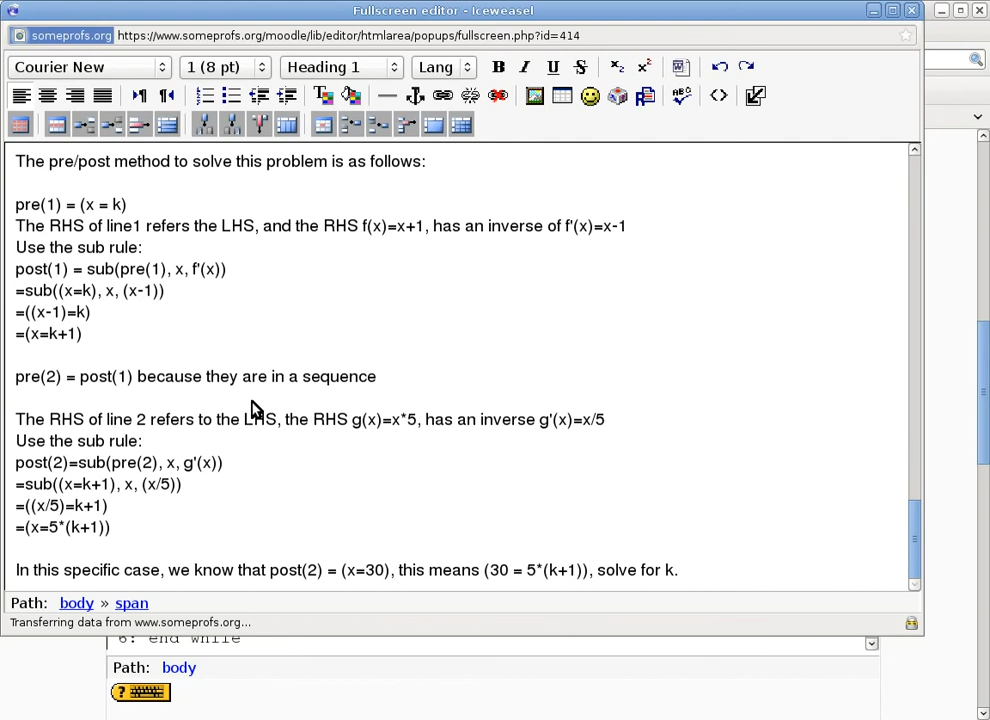 Fullscreen editor - Iceweasel
someprofs.org https://www.someprofs.org/moodle/lib/editor/htmlarea/popups/fullscreen.php?id=414
Courier New 1 (8 pt) Heading 1 Lang B I U S x2 x2
ABC
The pre/post method to solve this problem is as follows:
pre(1) = (x = k)
The RHS of line1 refers the LHS, and the RHS f(x)=x+1, has an inverse of f'(x)=x-1
Use the sub rule:
post(1) = sub(pre(1), x, f'(x))
=sub((x=k), x, (x-1))
=((x-1)=k)
=(x=k+1)
pre(2) = post(1) because they are in a sequence
The RHS of line 2 refers to the LHS, the RHS g(x)=x*5, has an inverse g'(x)=x/5
Use the sub rule:
post(2)=sub(pre(2), x, g'(x))
=sub((x=k+1), x, (x/5))
=((x/5)=k+1)
=(x=5*(k+1))
In this specific case, we know that post(2) = (x=30), this means (30 = 5*(k+1)), solve for k.
Path: body » span
Transferring data from www.someprofs.org...
6: end while
Path: body
?